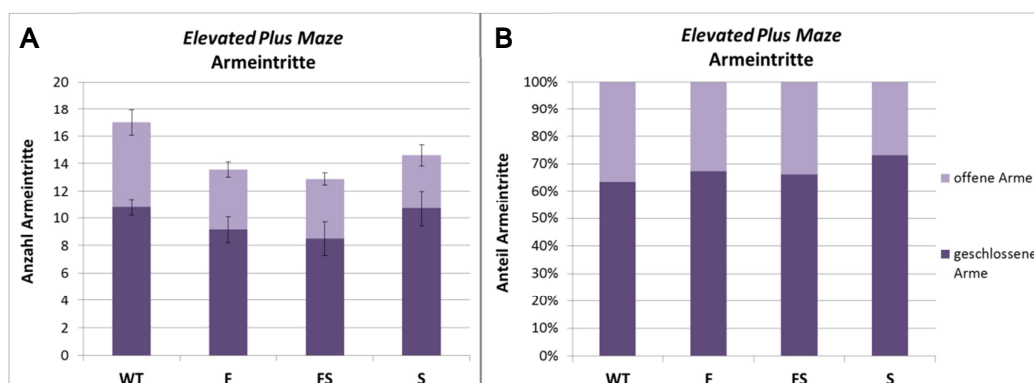 A
Elevated Plus Maze
Armeintritte
Anzahl Armeintritte
20
18
16
14
12
10
8
6
4
2
0
WT
F
FS
S
B
Elevated Plus Maze
Armeintritte
Anteil Armeintritte
100%
90%
80%
70%
60%
50%
40%
30%
20%
10%
0%
WT
F
FS
S
offene Arme
geschlossene
Arme